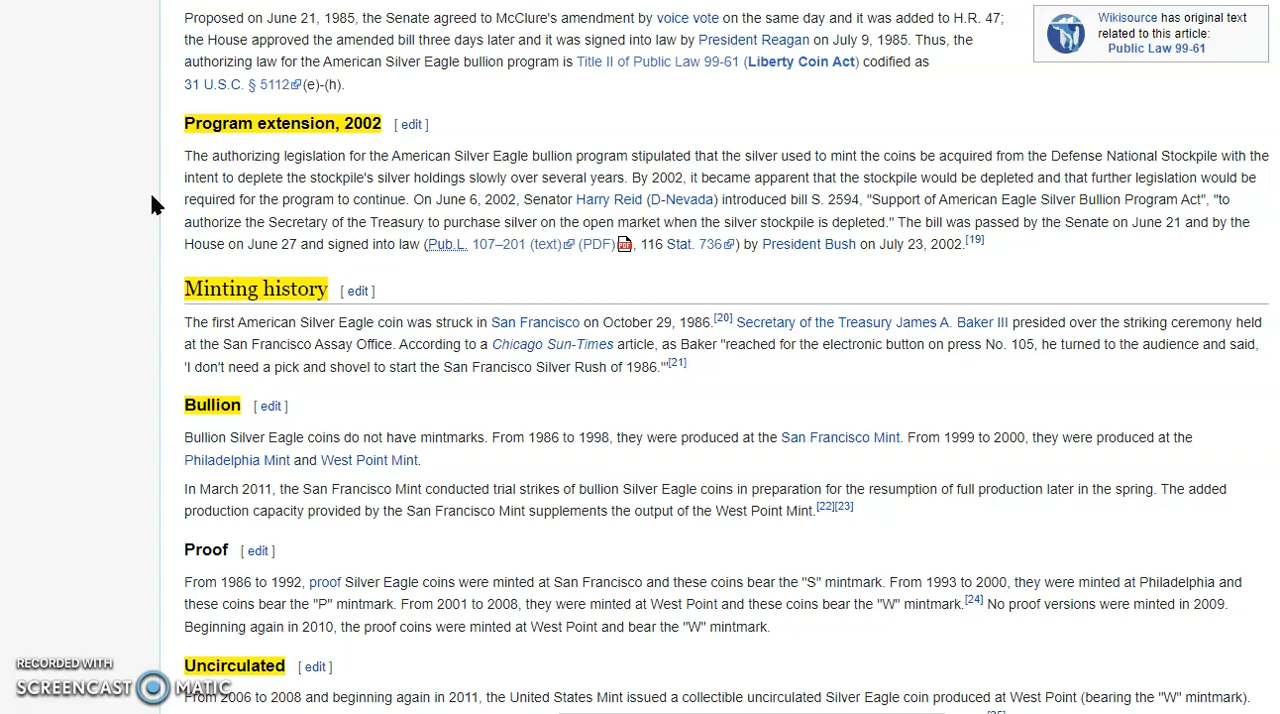 Proposed on June 21, 1985, the Senate agreed to McClure's amendment by voice vote on the same day and it was added to H.R. 47;
the House approved the amended bill three days later and it was signed into law by President Reagan on July 9, 1985. Thus, the
authorizing law for the American Silver Eagle bullion program is Title II of Public Law 99-61 (Liberty Coin Act) codified as
31 U.S.C. § 5112(e)-(h).
Wikisource has original text
related to this article:
Public Law 99-61
Program extension, 2002 [ edit ]
The authorizing legislation for the American Silver Eagle bullion program stipulated that the silver used to mint the coins be acquired from the Defense National Stockpile with the
intent to deplete the stockpile's silver holdings slowly over several years. By 2002, it became apparent that the stockpile would be depleted and that further legislation would be
required for the program to continue. On June 6, 2002, Senator Harry Reid (D-Nevada) introduced bill S. 2594, "Support of American Eagle Silver Bullion Program Act", "to
authorize the Secretary of the Treasury to purchase silver on the open market when the silver stockpile is depleted." The bill was passed by the Senate on June 21 and by the
House on June 27 and signed into law (Pub.L. 107–201 (text) (PDF), 116 Stat. 736) by President Bush on July 23, 2002.[19]
Minting history [ edit ]
The first American Silver Eagle coin was struck in San Francisco on October 29, 1986.[20] Secretary of the Treasury James A. Baker III presided over the striking ceremony held
at the San Francisco Assay Office. According to a Chicago Sun-Times article, as Baker "reached for the electronic button on press No. 105, he turned to the audience and said,
'I don't need a pick and shovel to start the San Francisco Silver Rush of 1986.'"[21]
Bullion [ edit ]
Bullion Silver Eagle coins do not have mintmarks. From 1986 to 1998, they were produced at the San Francisco Mint. From 1999 to 2000, they were produced at the
Philadelphia Mint and West Point Mint.
In March 2011, the San Francisco Mint conducted trial strikes of bullion Silver Eagle coins in preparation for the resumption of full production later in the spring. The added
production capacity provided by the San Francisco Mint supplements the output of the West Point Mint.[22][23]
Proof [ edit ]
From 1986 to 1992, proof Silver Eagle coins were minted at San Francisco and these coins bear the "S" mintmark. From 1993 to 2000, they were minted at Philadelphia and
these coins bear the "P" mintmark. From 2001 to 2008, they were minted at West Point and these coins bear the "W" mintmark.[24] No proof versions were minted in 2009.
Beginning again in 2010, the proof coins were minted at West Point and bear the "W" mintmark.
Uncirculated [ edit ]
From 2006 to 2008 and beginning again in 2011, the United States Mint issued a collectible uncirculated Silver Eagle coin produced at West Point (bearing the "W" mintmark).
RECORDED WITH
SCREENCAST MATIC